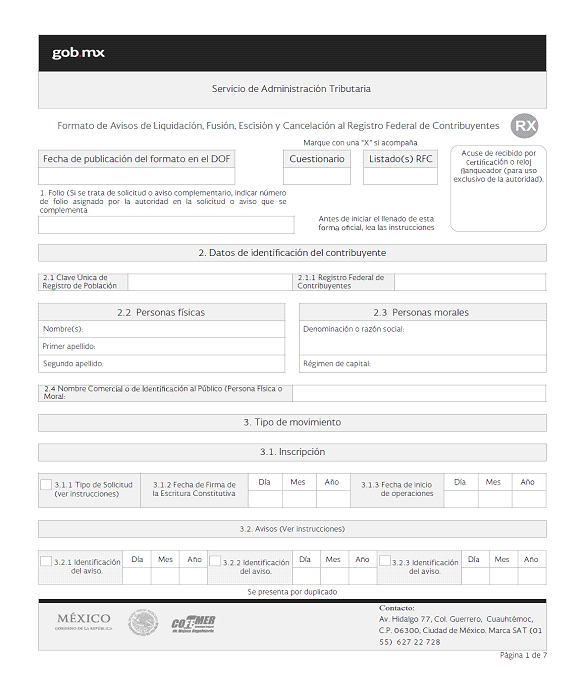 gob.mx
Servicio de Administración Tributaria
Formato de Avisos de Liquidación, Fusión, Escisión y Cancelación al Registro Federal de Contribuyentes
RX
Marque con una "X" si acompaña
Fecha de publicación del formato en el DOF
Cuestionario
Listado(s) RFC
Acuse de recibido por
certificación o reloj
flanqueador (para uso
exclusivo de la autoridad).
1. Folio (Si se trata de solicitud o aviso complementario, indicar número
de folio asignado por la autoridad en la solicitud o aviso que se
complementa
Antes de iniciar el llenado de esta
forma oficial, lea las instrucciones
2. Datos de identificación del contribuyente
2.1 Clave Única de
Registro de Población
2.1.1 Registro Federal de
Contribuyentes
2.2 Personas físicas
2.3 Personas morales
Nombre(s):
Denominación o razón social:
Primer apellido:
Segundo apellido:
Régimen de capital:
2.4 Nombre Comercial o de Identificación al Público (Persona Física o
Moral:
3. Tipo de movimiento
3.1. Inscripción
3.1.1 Tipo de Solicitud
(ver instrucciones)
3.1.2 Fecha de Firma de
la Escritura Constitutiva
Día Mes Año
3.1.3 Fecha de inicio
de operaciones
Día Mes Año
3.2. Avisos (Ver instrucciones)
3.2.1 Identificación
del aviso.
Día Mes Año
3.2.2 Identificación
del aviso.
Día Mes Año
3.2.3 Identificación
del aviso.
Día Mes Año
Se presenta por duplicado
MÉXICO
GOBIERNO DE LA REPÚBLICA
COFEMER
Contacto:
Av. Hidalgo 77, Col. Guerrero, Cuauhtémoc,
C.P. 06300, Ciudad de México. Marca SAT (01
55) 627 22 728
Página 1 de 7